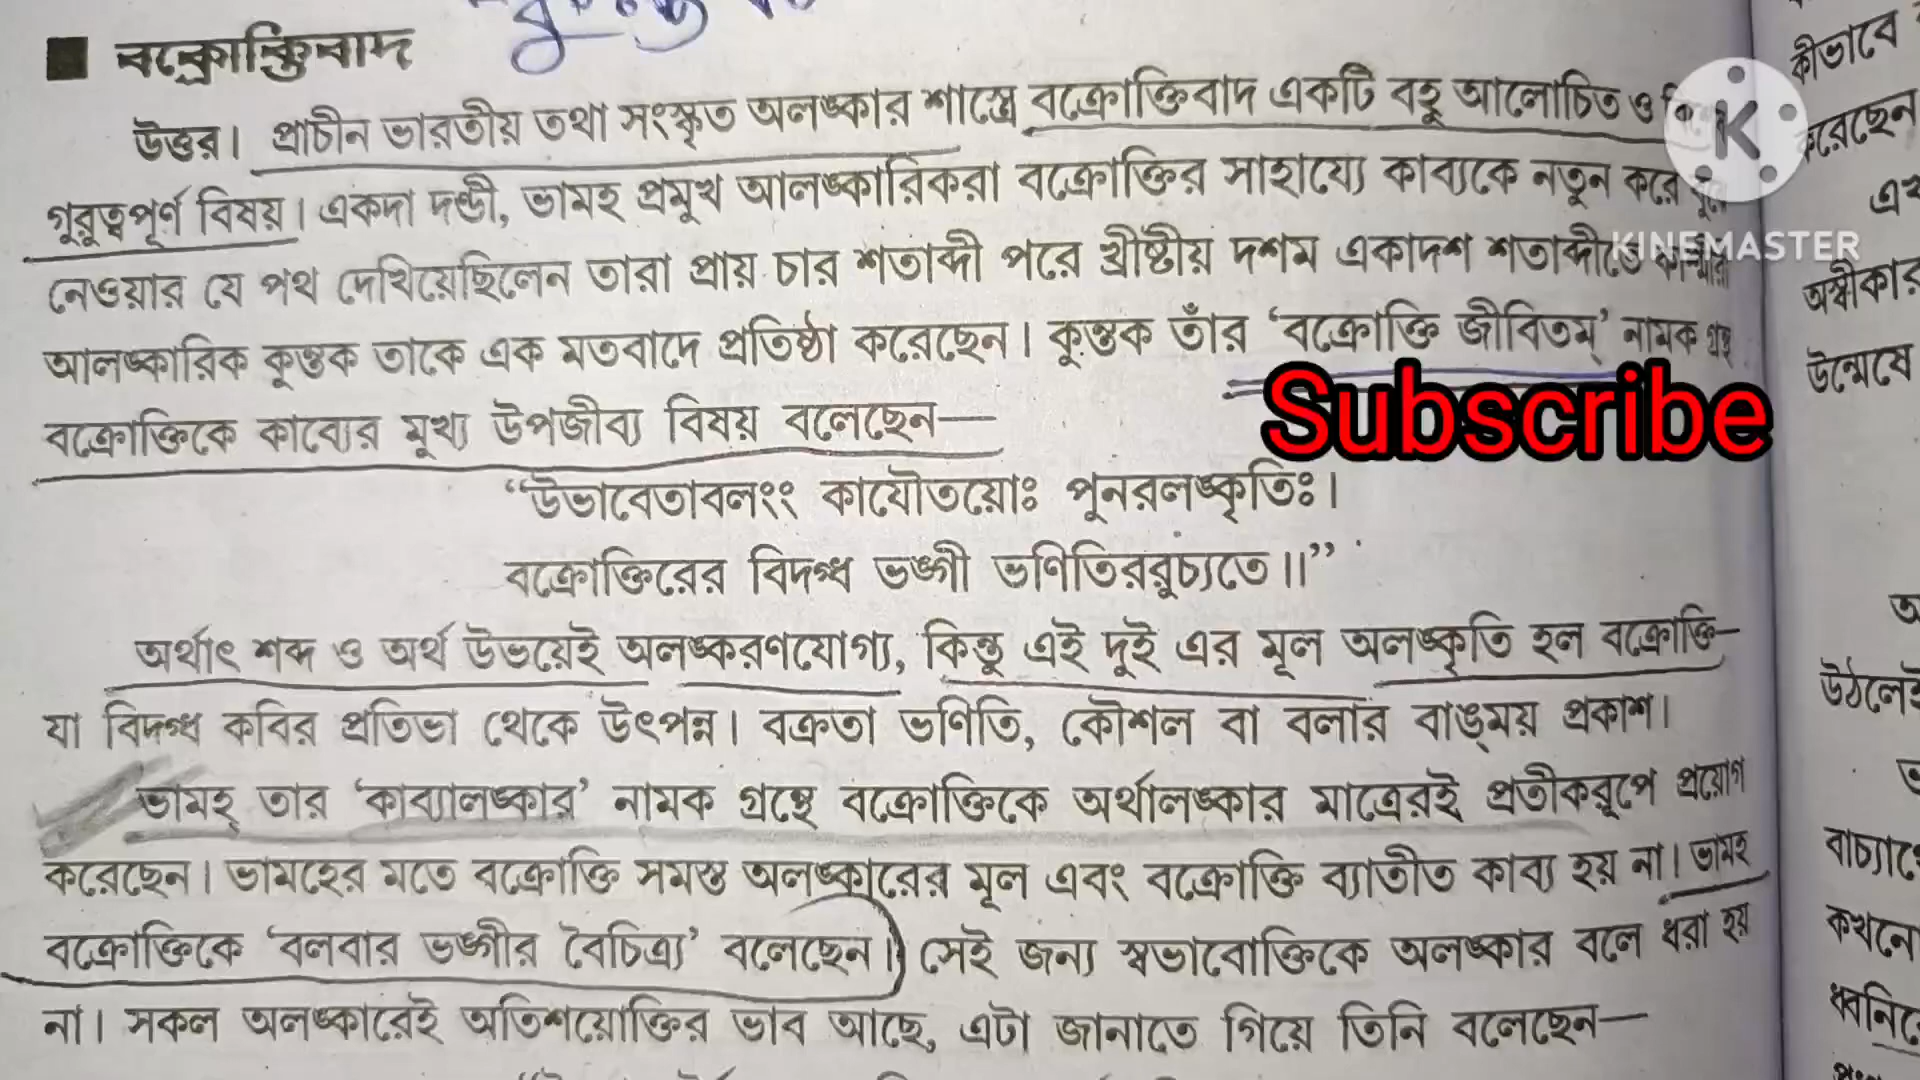 ■ বক্রোক্তিবাদ
উত্তর। প্রাচীন ভারতীয় তথা সংস্কৃত অলঙ্কার শাস্ত্রে বক্রোক্তিবাদ একটি বহু আলোচিত ও
গুরুত্বপূর্ণ বিষয়। একদা দণ্ডী, ভামহ প্রমুখ আলঙ্কারিকরা বক্রোক্তির সাহায্যে কাব্যকে নতুন করে
নেওয়ার যে পথ দেখিয়েছিলেন তারা প্রায় চার শতাব্দী পরে খ্রীষ্টীয় দশম একাদশ শতাব্দীতে
আলঙ্কারিক কুন্তক তাকে এক মতবাদে প্রতিষ্ঠা করেছেন। কুন্তক তাঁর ‘বক্রোক্তি জীবিতম্’ নামক গ্রন্থ
বক্রোক্তিকে কাব্যের মুখ্য উপজীব্য বিষয় বলেছেন—
“উভাবেতাবলংং কার্যৌতয়োঃ পুনরলঙ্কৃতিঃ।
বক্রোক্তিরের বিদগ্ধ ভঙ্গী ভণিতিররুচ্যতে।।”
অর্থাৎ শব্দ ও অর্থ উভয়েই অলঙ্করণযোগ্য, কিন্তু এই দুই এর মূল অলঙ্কৃতি হল বক্রোক্তি—
যা বিদগ্ধ কবির প্রতিভা থেকে উৎপন্ন। বক্রতা ভণিতি, কৌশল বা বলার বাঙ্‌ময় প্রকাশ।
ভামহ্ তার ‘কাব্যালঙ্কার’ নামক গ্রন্থে বক্রোক্তিকে অর্থালঙ্কার মাত্রেরই প্রতীকরূপে প্রয়োগ
করেছেন। ভামহের মতে বক্রোক্তি সমস্ত অলঙ্কারের মূল এবং বক্রোক্তি ব্যাতীত কাব্য হয় না। ভামহ
বক্রোক্তিকে ‘বলবার ভঙ্গীর বৈচিত্র্য’ বলেছেন। সেই জন্য স্বভাবোক্তিকে অলঙ্কার বলে ধরা হয়
না। সকল অলঙ্কারেই অতিশয়োক্তির ভাব আছে, এটা জানাতে গিয়ে তিনি বলেছেন—
কীভাবে
করেছেন
অস্বীকার
উন্মেষে
উঠলেই
কখনো
K
KINEMASTER
Subscribe